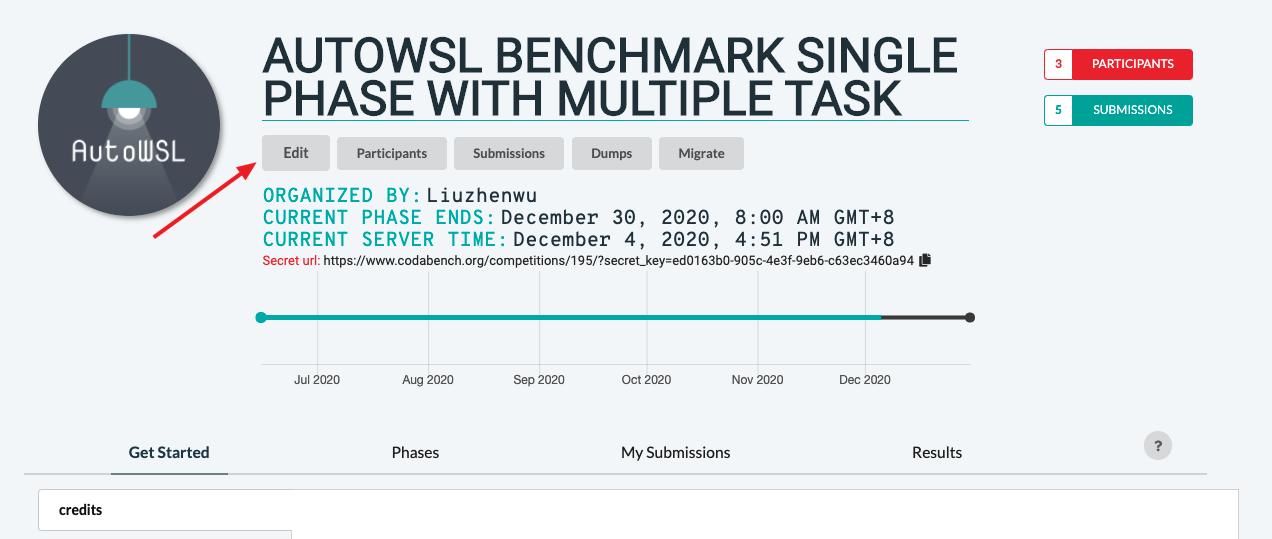 AutoWSL
AUTOWSL BENCHMARK SINGLE
PHASE WITH MULTIPLE TASK
3 PARTICIPANTS
5 SUBMISSIONS
Edit Participants Submissions Dumps Migrate
ORGANIZED BY: Liuzhenwu
CURRENT PHASE ENDS: December 30, 2020, 8:00 AM GMT+8
CURRENT SERVER TIME: December 4, 2020, 4:51 PM GMT+8
Secret url: https://www.codabench.org/competitions/195/?secret_key=ed0163b0-905c-4e3f-9eb6-c63ec3460a94
Jul 2020 Aug 2020 Sep 2020 Oct 2020 Nov 2020 Dec 2020
Get Started Phases My Submissions Results ?
credits